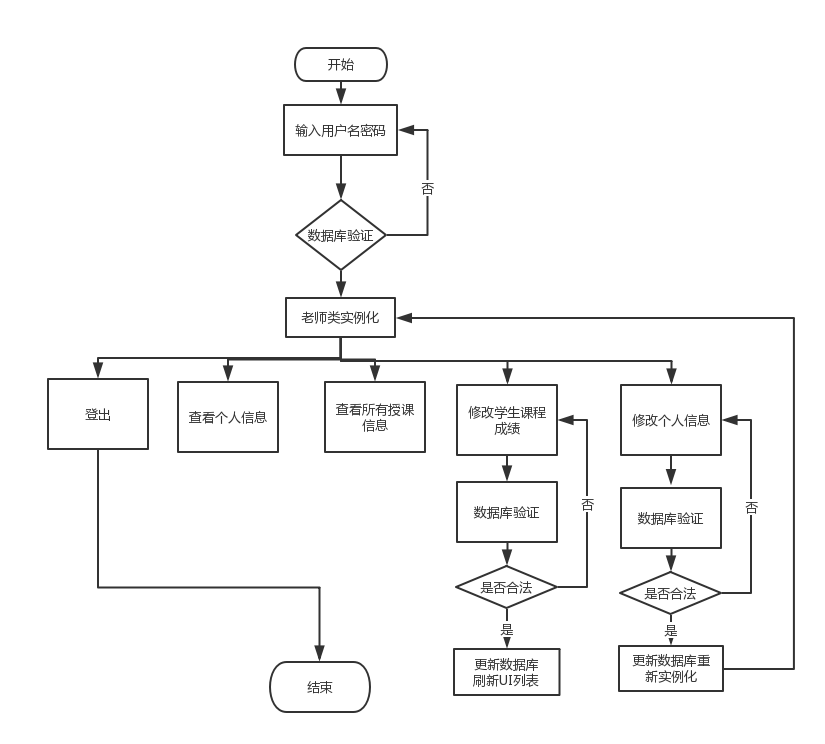 开始
输入用户名密码
否
数据库验证
老师类实例化
登出
查看个人信息
查看所有授课
信息
修改学生课程
成绩
修改个人信息
数据库验证
否
数据库验证
否
是否合法
是否合法
是
是
更新数据库
刷新UI列表
更新数据库重
新实例化
结束